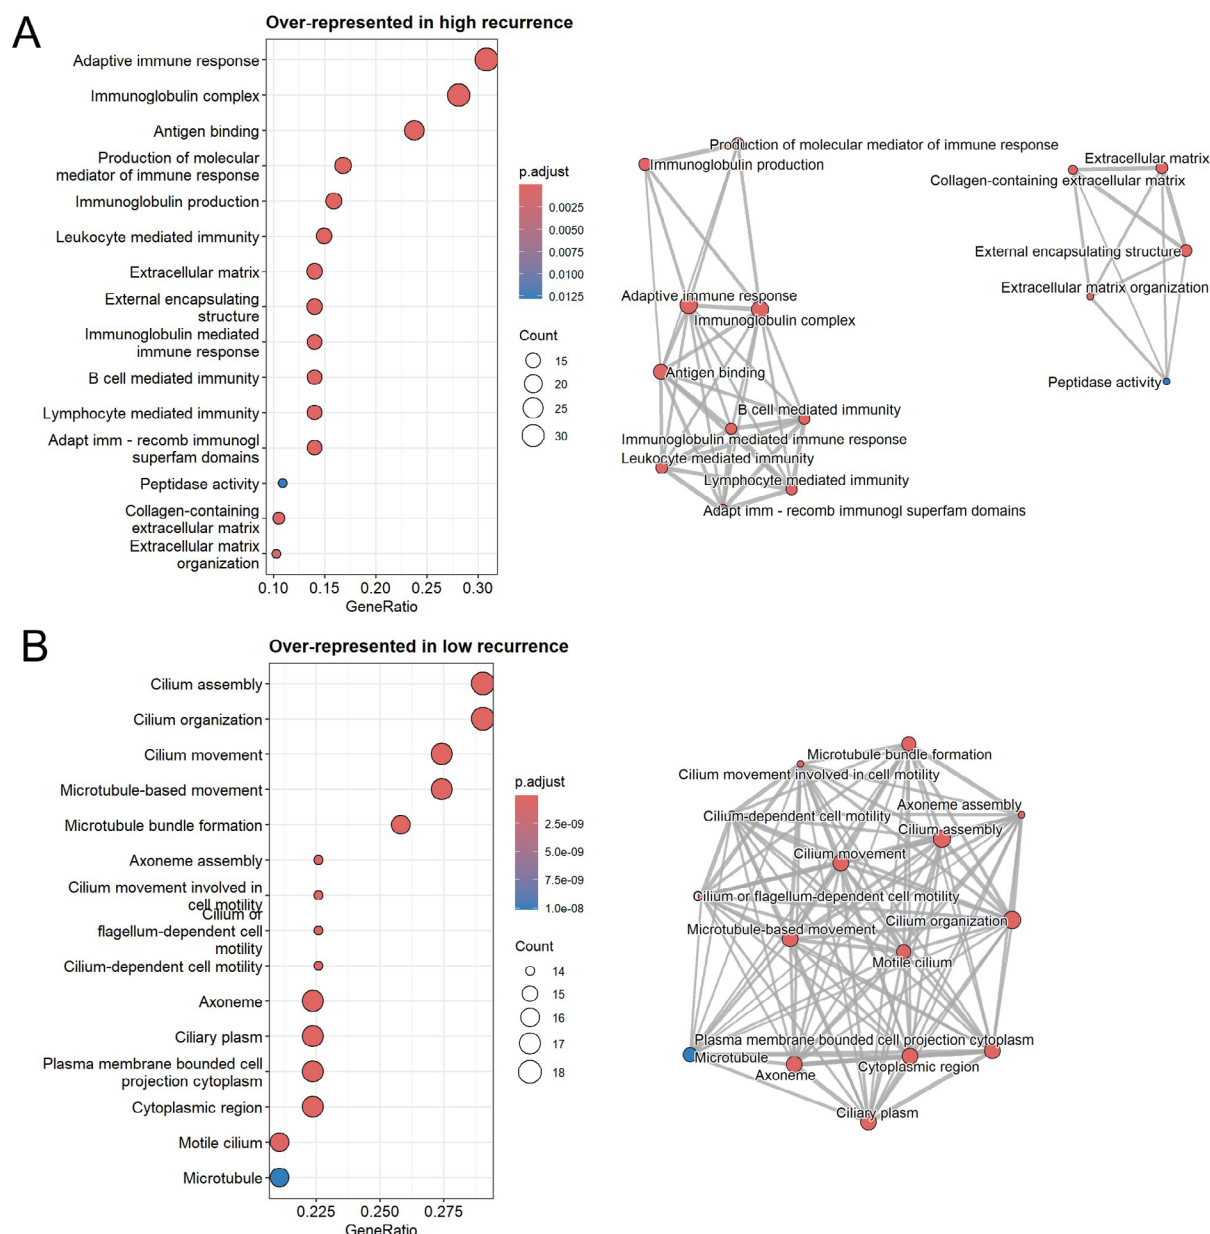 A
Over-represented in high recurrence
Adaptive immune response
Immunoglobulin complex
Antigen binding
Production of molecular
mediator of immune response
Immunoglobulin production
Leukocyte mediated immunity
Extracellular matrix
External encapsulating
structure
Immunoglobulin mediated
immune response
B cell mediated immunity
Lymphocyte mediated immunity
Adapt imm - recomb immunogl
superfam domains
Peptidase activity
Collagen-containing
extracellular matrix
Extracellular matrix
organization
0.10 0.15 0.20 0.25 0.30
GeneRatio
p.adjust
0.0025
0.0050
0.0075
0.0100
0.0125
Count
15
20
25
30
Production of molecular mediator of immune response
Immunoglobulin production
Adaptive immune response
Immunoglobulin complex
Antigen binding
B cell mediated immunity
Immunoglobulin mediated immune response
Leukocyte mediated immunity
Lymphocyte mediated immunity
Adapt imm - recomb immunogl superfam domains
Extracellular matrix
Collagen-containing extracellular matrix
External encapsulating structure
Extracellular matrix organization
Peptidase activity
B
Over-represented in low recurrence
Cilium assembly
Cilium organization
Cilium movement
Microtubule-based movement
Microtubule bundle formation
Axoneme assembly
Cilium movement involved in
cell motility
Cilium or
flagellum-dependent cell
motility
Cilium-dependent cell motility
Axoneme
Ciliary plasm
Plasma membrane bounded cell
projection cytoplasm
Cytoplasmic region
Motile cilium
Microtubule
0.225 0.250 0.275
GeneRatio
p.adjust
2.5e-09
5.0e-09
7.5e-09
1.0e-08
Count
14
15
16
17
18
Microtubule bundle formation
Cilium movement involved in cell motility
Axoneme assembly
Cilium-dependent cell motility
Cilium assembly
Cilium movement
Cilium or flagellum-dependent cell motility
Cilium organization
Microtubule-based movement
Motile cilium
Plasma membrane bounded cell projection cytoplasm
Microtubule
Cytoplasmic region
Axoneme
Ciliary plasm